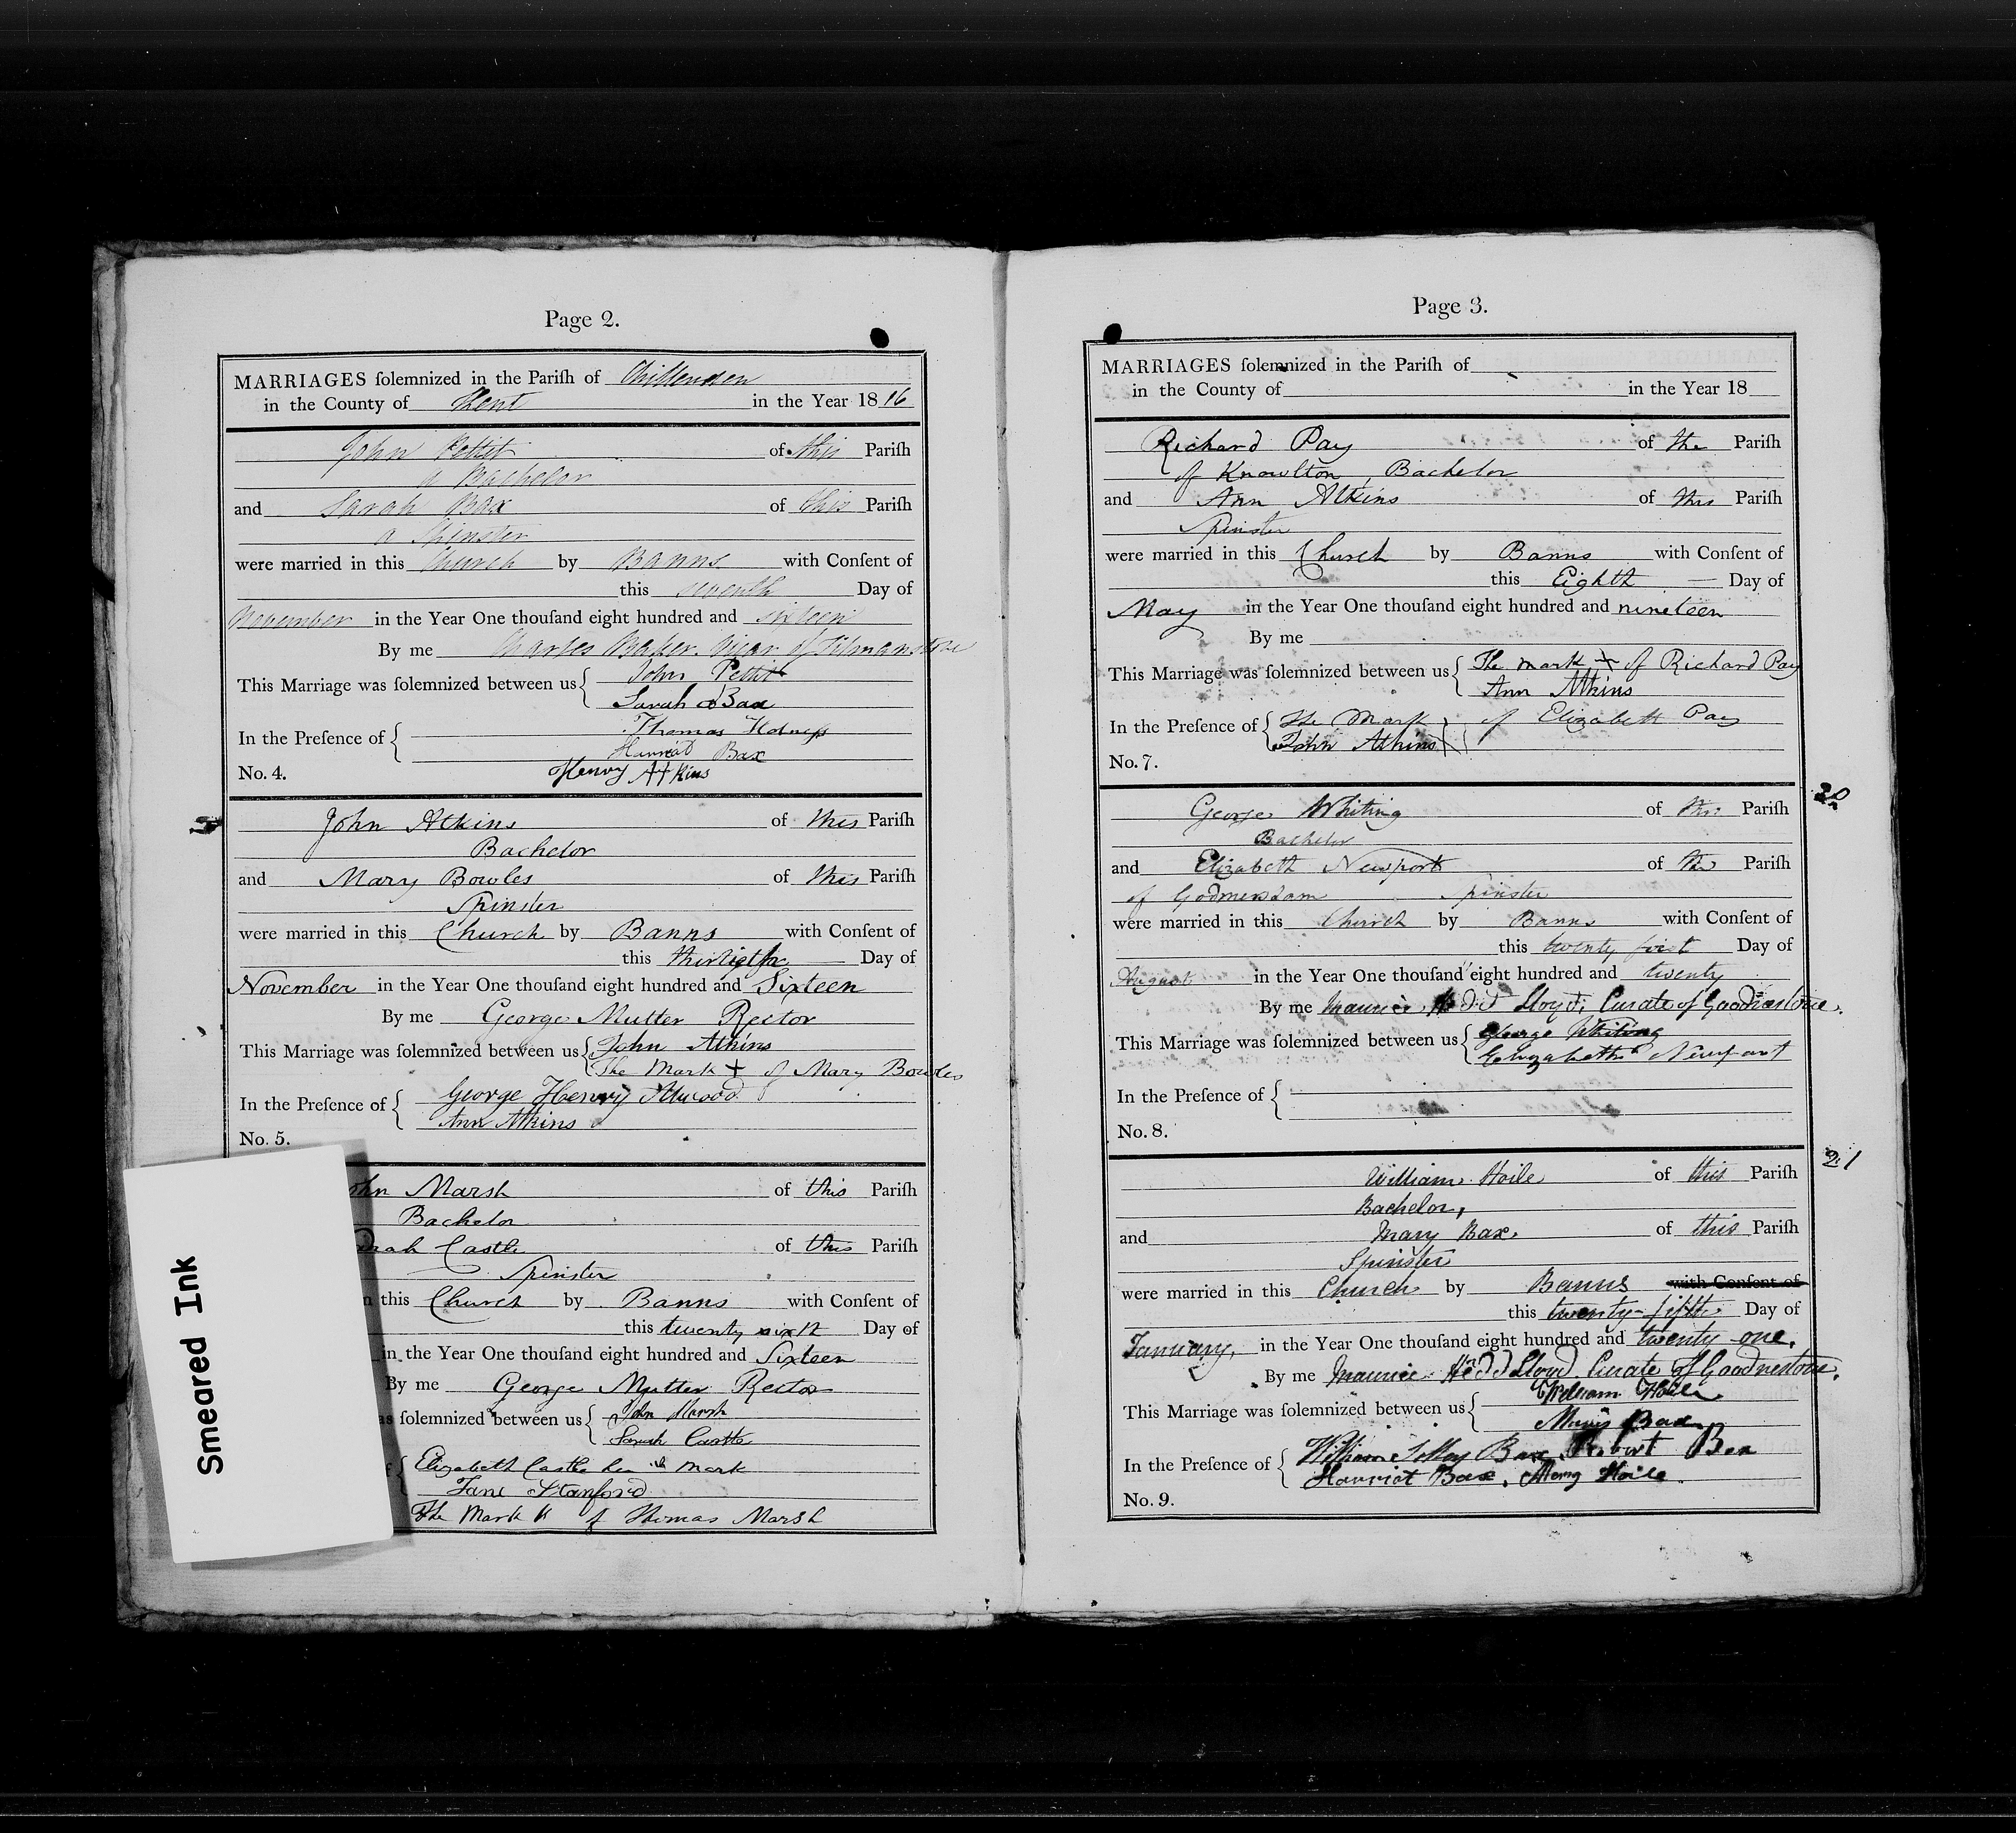 Page 2.
MARRIAGES ſolemnized in the Pariſh of Chillenden
in the County of Kent in the Year 18 16
John Pettit of this Pariſh
a Bachelor
and Sarah Bax of this Pariſh
a Spinster
were married in this Church by Banns with Conſent of
this seventh Day of
November in the Year One thouſand eight hundred and sixteen
By me Charles Baker. Vicar of Tilmanstone
This Marriage was ſolemnized between us { John Pettit
Sarah Bax
In the Preſence of { Thomas
Harriot Bax
No. 4. Henry Atkins
John Atkins of this Pariſh
Bachelor
and Mary Bowles of this Pariſh
Spinster
were married in this Church by Banns with Conſent of
this Day of
November in the Year One thouſand eight hundred and Sixteen
By me George Mutter Rector
This Marriage was ſolemnized between us { John Atkins
The Mark + of Mary Bowles
In the Preſence of { George Henry
Ann Atkins
No. 5.
ohn Marsh of this Pariſh
Bachelor
arah Castle of this Pariſh
Spinster
n this Church by Banns with Conſent of
this twenty sixth Day of
in the Year One thouſand eight hundred and Sixteen
By me George Mutter Rector
as ſolemnized between us { John Marsh
Sarah Castle
{ Elizabeth Castle her mark
Jane Stanford
The Mark of Thomas Marsh
Smeared Ink
Page 3.
MARRIAGES ſolemnized in the Pariſh of
in the County of in the Year 18
Richard Pay of the Pariſh
of Knowlton, Bachelor
and Ann Atkins of this Pariſh
Spinster
were married in this Church by Banns with Conſent of
this Eighth Day of
May in the Year One thouſand eight hundred and nineteen
By me
This Marriage was ſolemnized between us { The mark + of Richard Pay
Ann Atkins
In the Preſence of { The Mark of Elizabeth Pay
John Atkins
No. 7.
20
George Whiting of this Pariſh
Bachelor
and Elizabeth Newport of the Pariſh
of Godmersham Spinster
were married in this Church by Banns with Conſent of
this twenty first Day of
August in the Year One thouſand eight hundred and twenty
By me Maurice Lloyd, Curate of Goodnestone.
This Marriage was ſolemnized between us { George Whiting
Elizabeth Newport
In the Preſence of {
No. 8.
21
William Hoile of this Pariſh
Bachelor,
and Mary Bax, of this Pariſh
Spinster
were married in this Church by Banns with Conſent of
this twenty-fifth Day of
January, in the Year One thouſand eight hundred and twenty one.
By me Maurice Lloyd. Curate of Goodnestone.
This Marriage was ſolemnized between us { William Hoile
Mary Bax
In the Preſence of { William Bax, Robert Bax
Harriot Bax, Mary Hoile
No. 9.